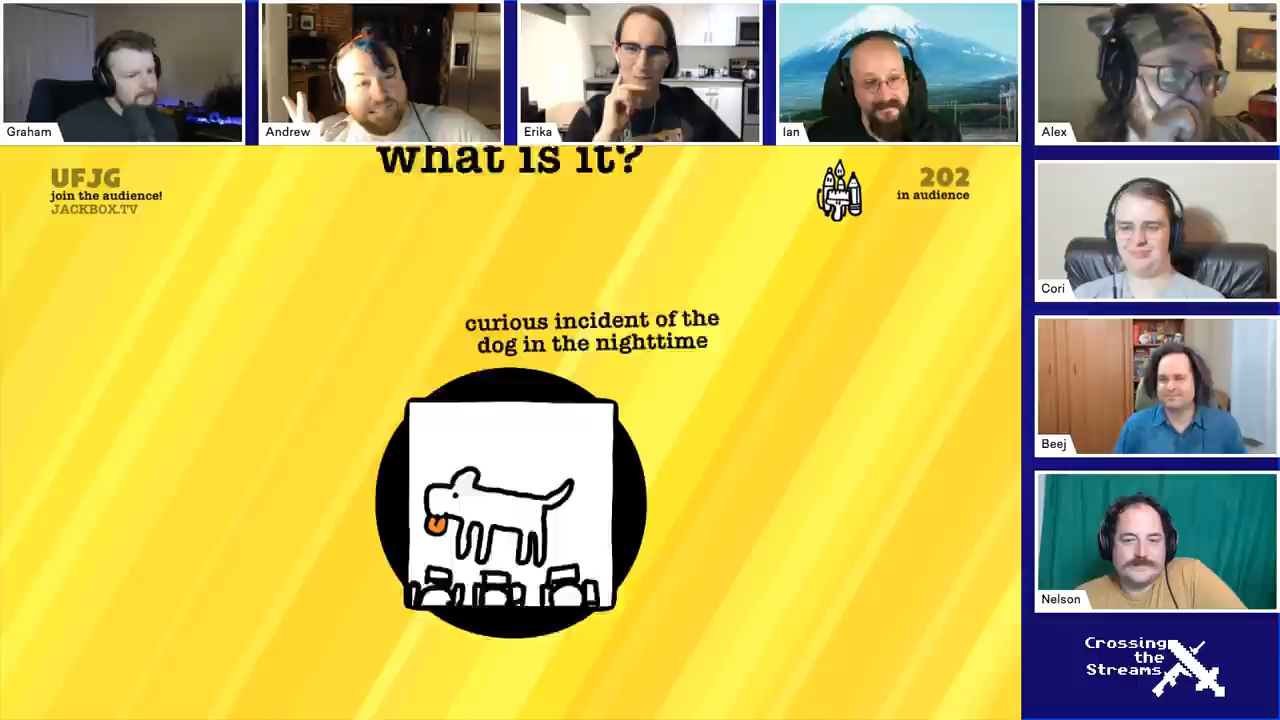 Graham
Andrew
Erika
Ian
Alex
what is it?
UFJG
join the audience!
JACKBOX.TV
202
in audience
curious incident of the
dog in the nighttime
Cori
Beej
Nelson
Crossing
the
Streams